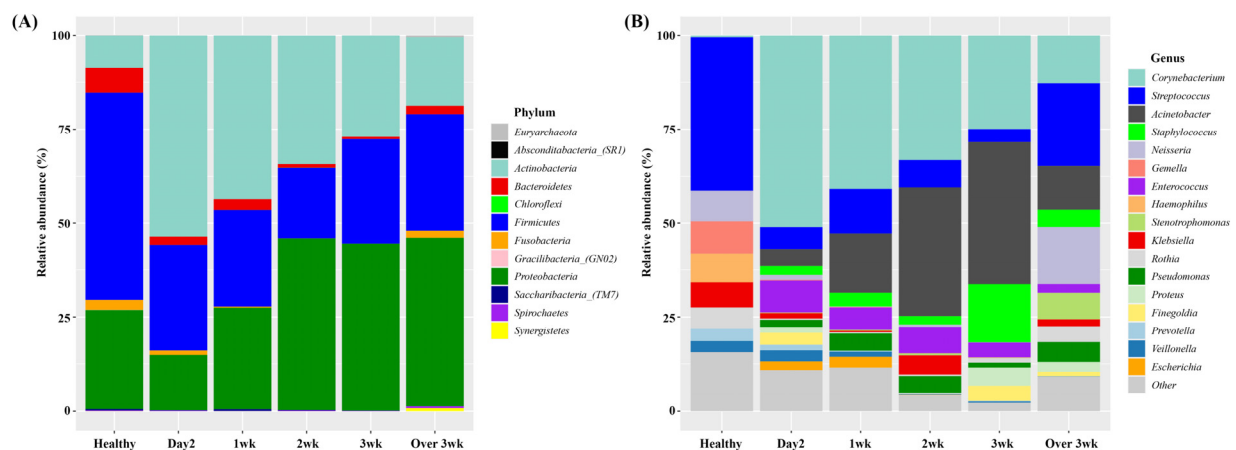 (A)
Relative abundance (%)
100
75
50
25
0
Healthy Day2 1wk 2wk 3wk Over 3wk
Phylum
Euryarchaeota
Absconditabacteria_(SR1)
Actinobacteria
Bacteroidetes
Chloroflexi
Firmicutes
Fusobacteria
Gracilibacteria_(GN02)
Proteobacteria
Saccharibacteria_(TM7)
Spirochaetes
Synergistetes
(B)
Relative abundance (%)
100
75
50
25
0
Healthy Day2 1wk 2wk 3wk Over 3wk
Genus
Corynebacterium
Streptococcus
Acinetobacter
Staphylococcus
Neisseria
Gemella
Enterococcus
Haemophilus
Stenotrophomonas
Klebsiella
Rothia
Pseudomonas
Proteus
Finegoldia
Prevotella
Veillonella
Escherichia
Other